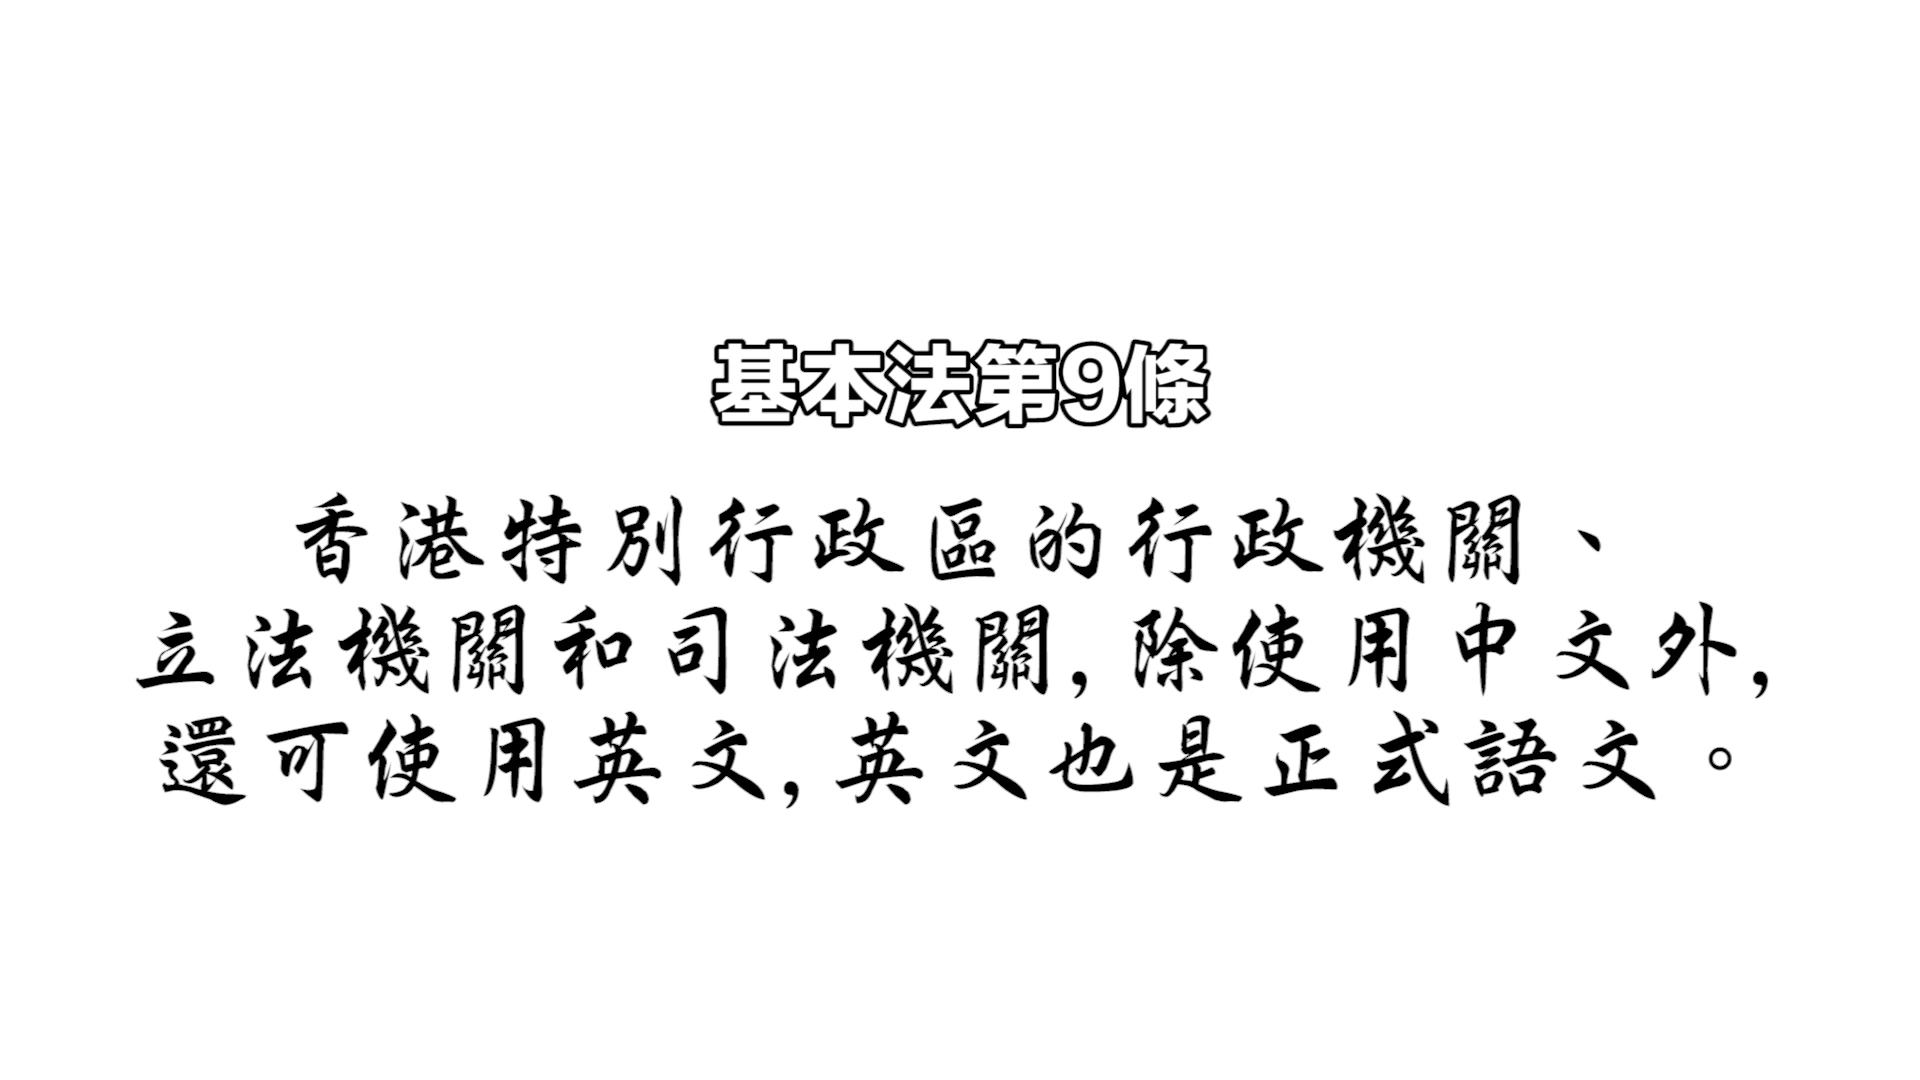 基本法第9條
香港特別行政區的行政機關、
立法機關和司法機關,除使用中文外,
還可使用英文,英文也是正式語文。